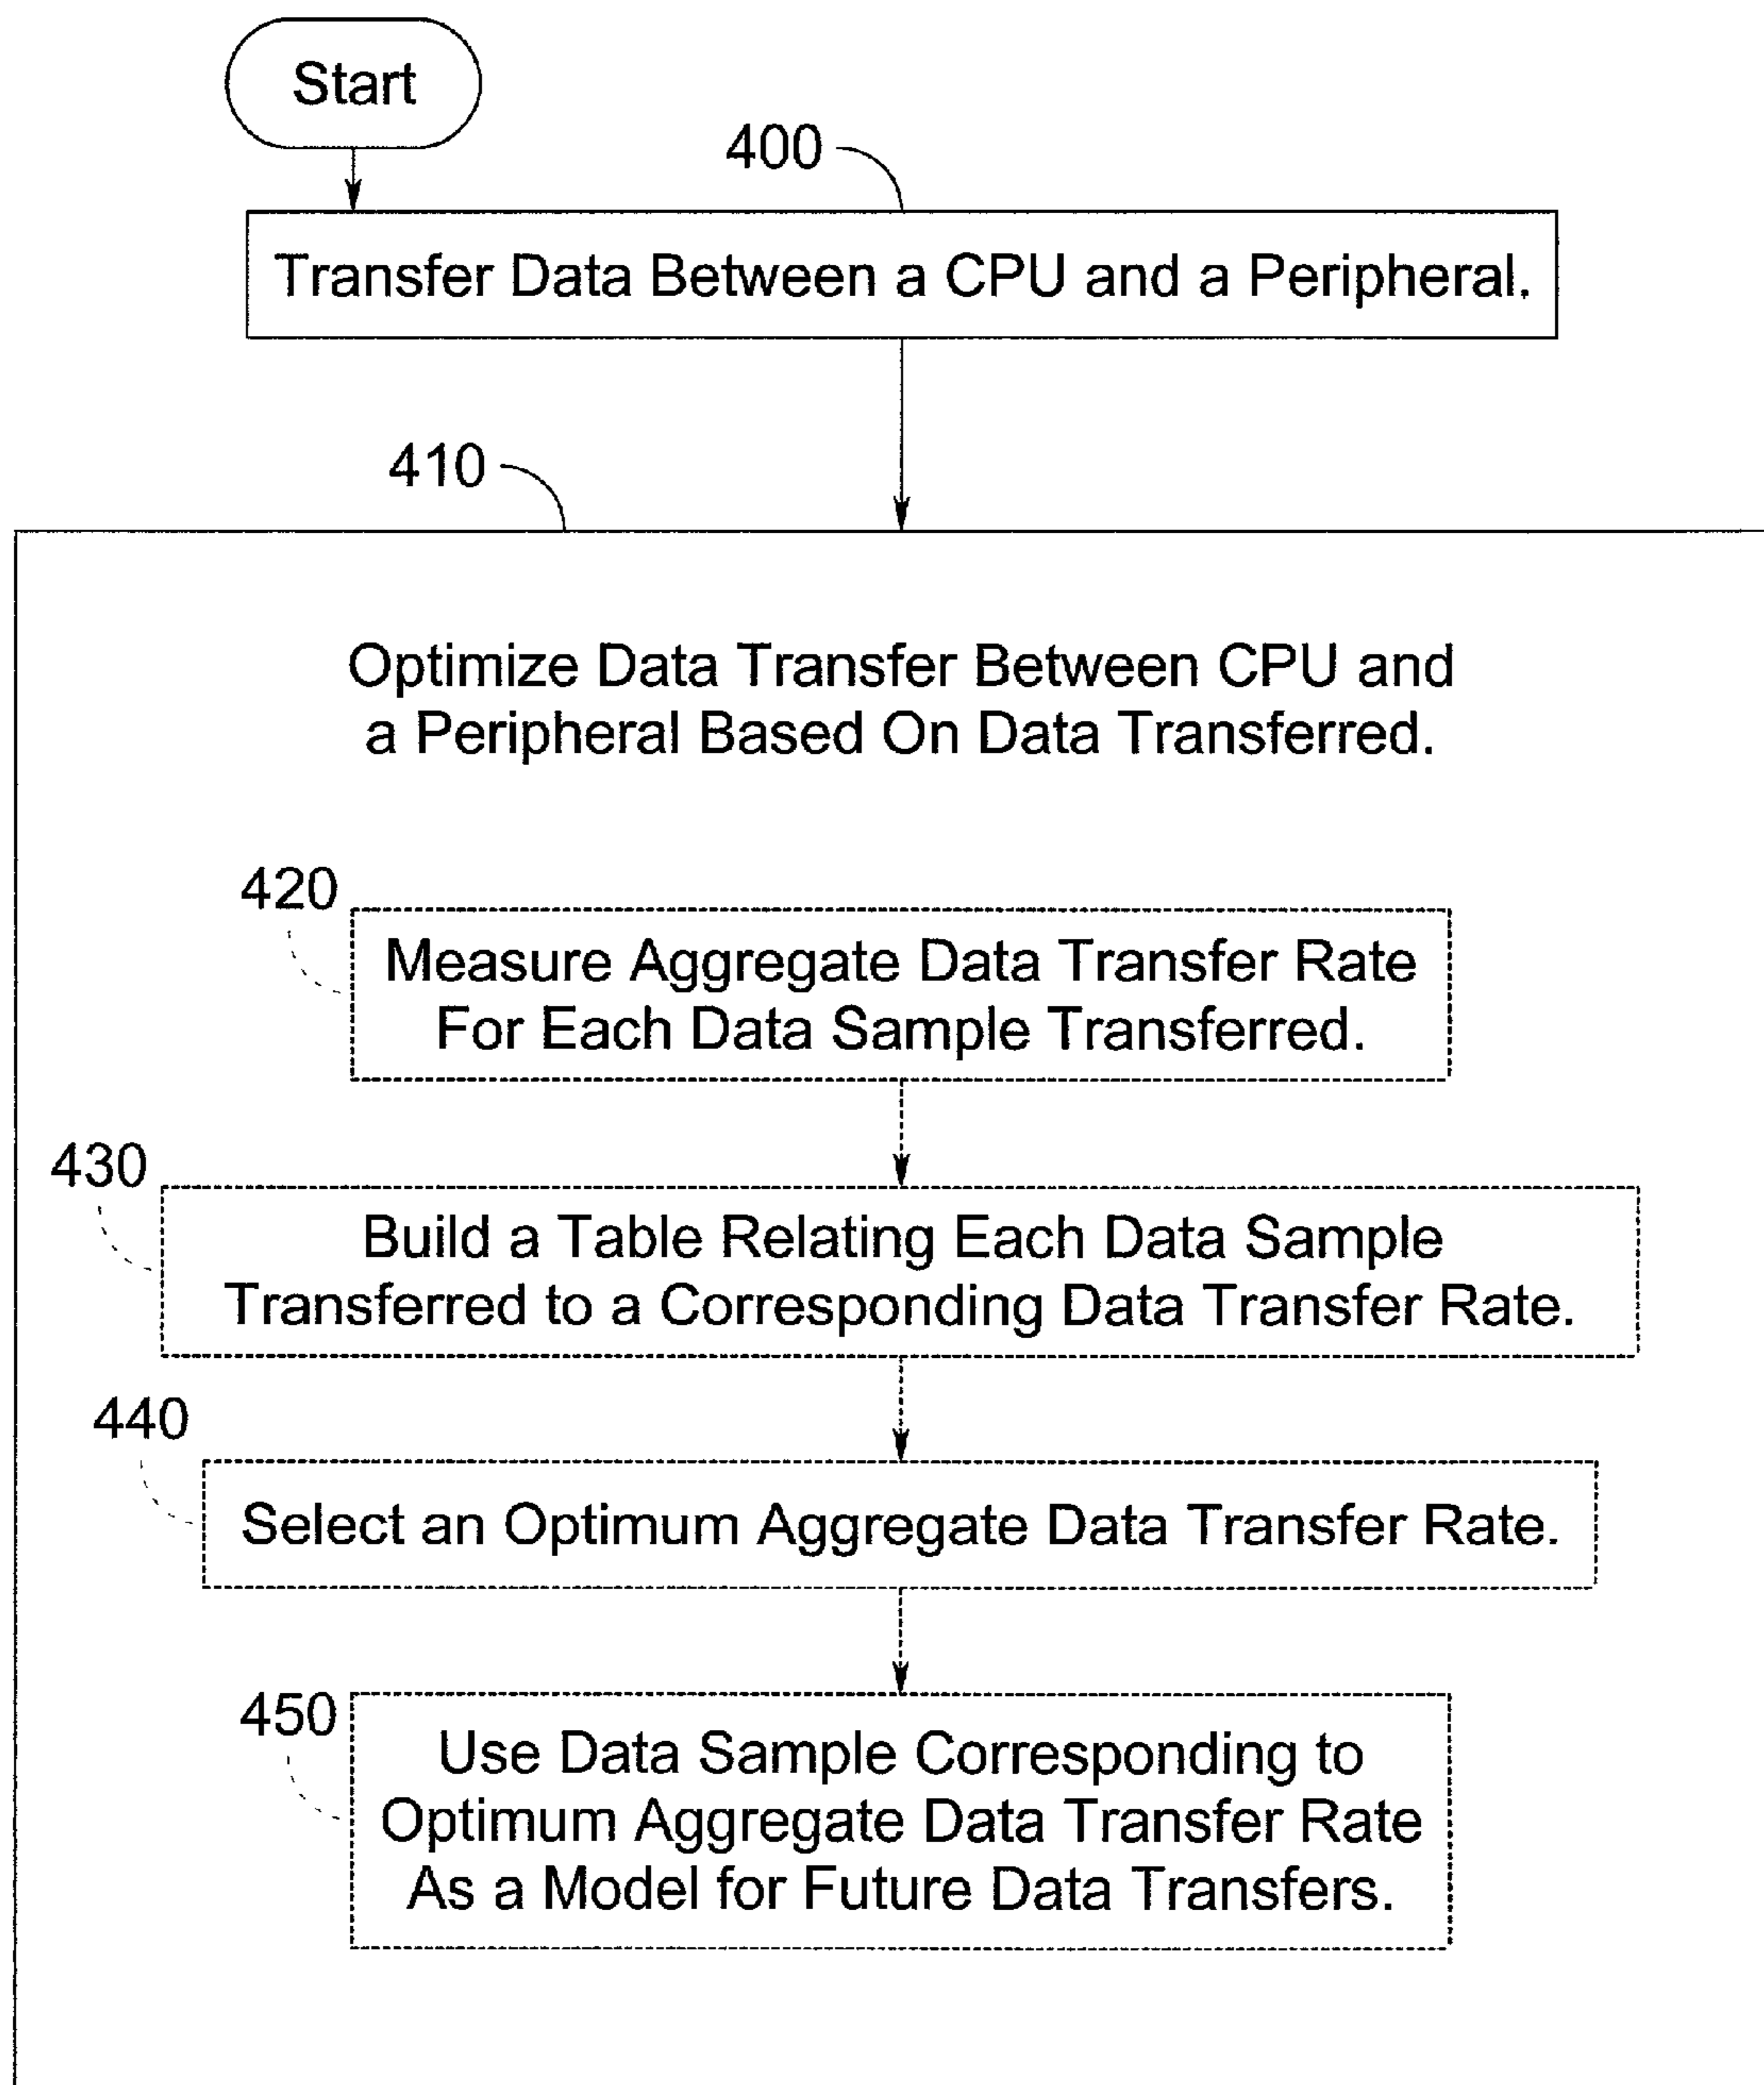 Start
400
Transfer Data Between a CPU and a Peripheral.
410
Optimize Data Transfer Between CPU and
a Peripheral Based On Data Transferred.
420
Measure Aggregate Data Transfer Rate
For Each Data Sample Transferred.
430
Build a Table Relating Each Data Sample
Transferred to a Corresponding Data Transfer Rate.
440
Select an Optimum Aggregate Data Transfer Rate.
450
Use Data Sample Corresponding to
Optimum Aggregate Data Transfer Rate
As a Model for Future Data Transfers.